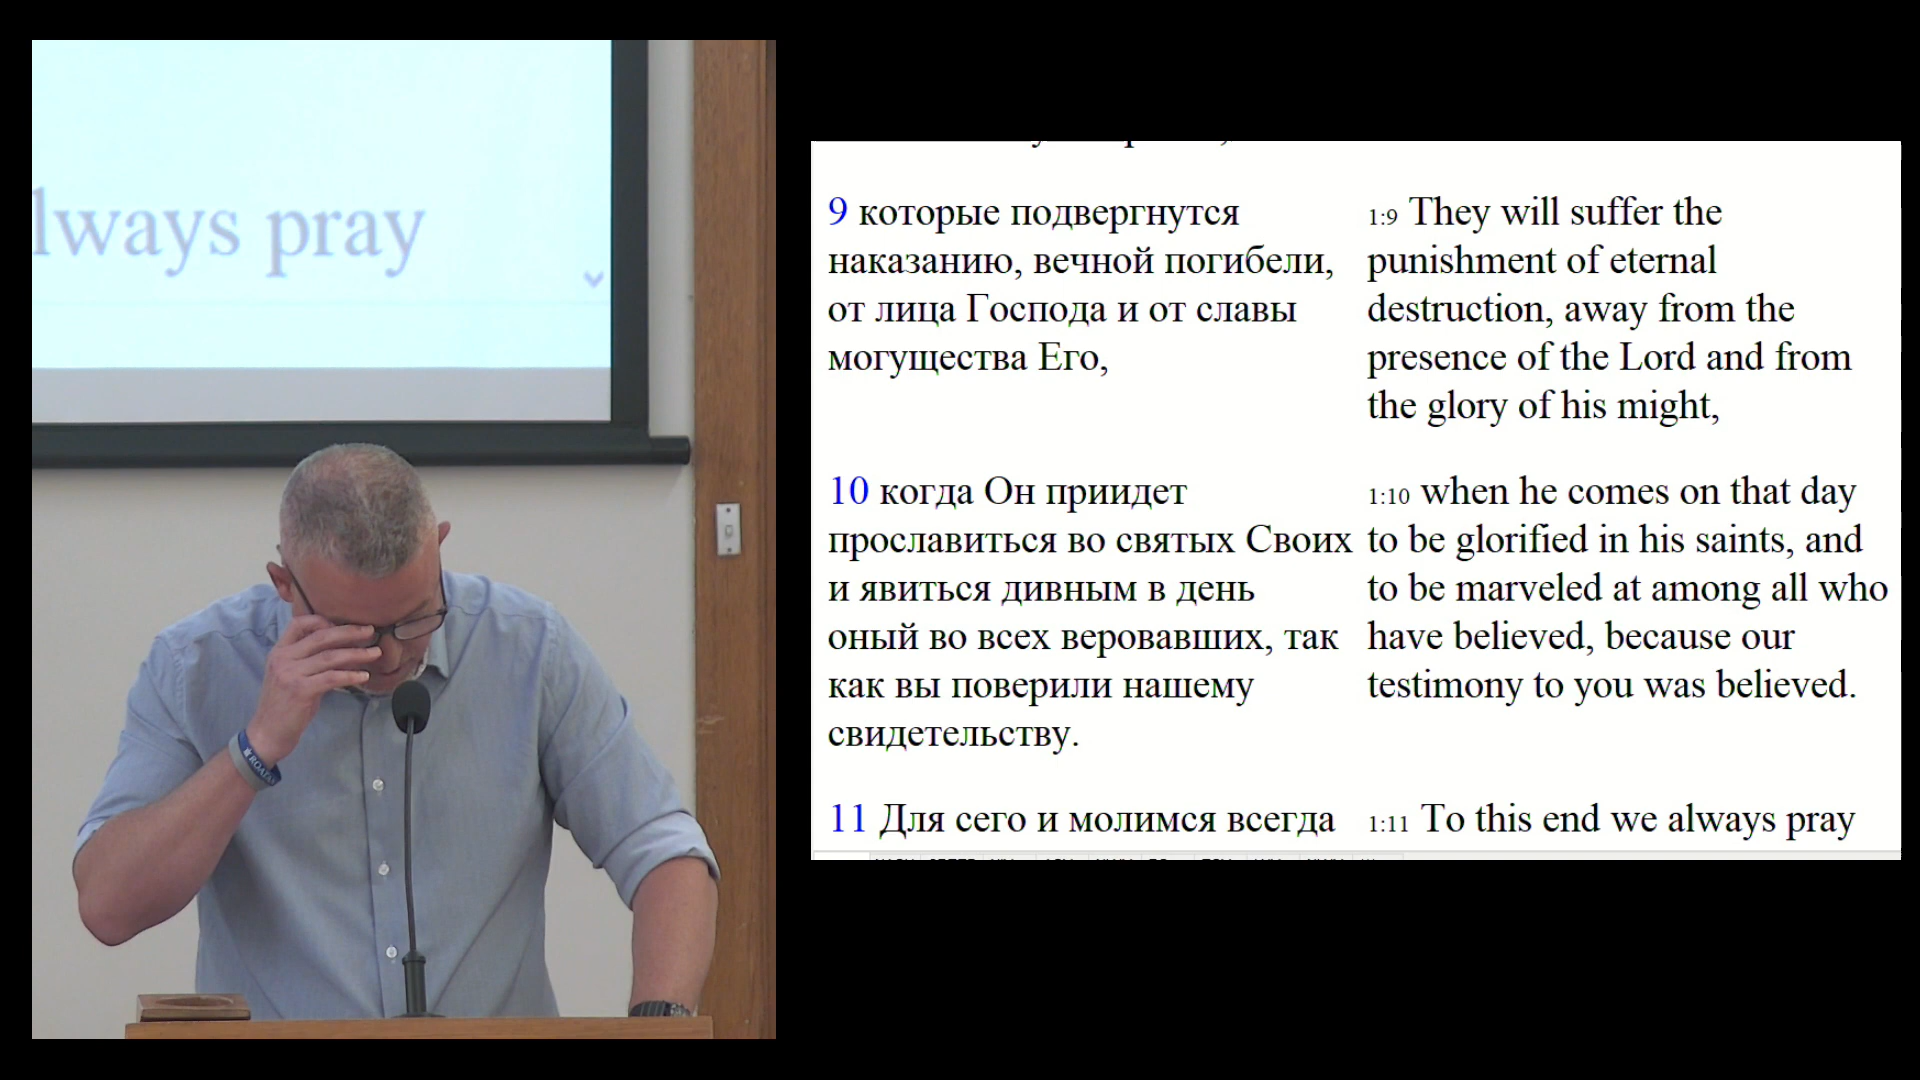 lways pray
ROATAN
9 которые подвергнутся
наказанию, вечной погибели,
от лица Господа и от славы
могущества Его,
1:9 They will suffer the
punishment of eternal
destruction, away from the
presence of the Lord and from
the glory of his might,
10 когда Он приидет
прославиться во святых Своих
и явиться дивным в день
оный во всех веровавших, так
как вы поверили нашему
свидетельству.
1:10 when he comes on that day
to be glorified in his saints, and
to be marveled at among all who
have believed, because our
testimony to you was believed.
11 Для сего и молимся всегда
1:11 To this end we always pray